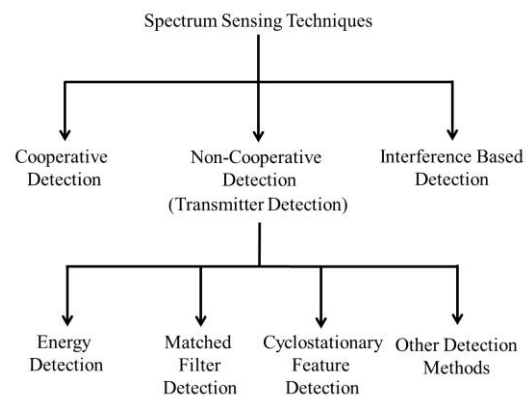 Spectrum Sensing Techniques
Cooperative
Detection
Non-Cooperative
Detection
(Transmitter Detection)
Interference Based
Detection
Energy
Detection
Matched
Filter
Detection
Cyclostationary
Feature
Detection
Other Detection
Methods